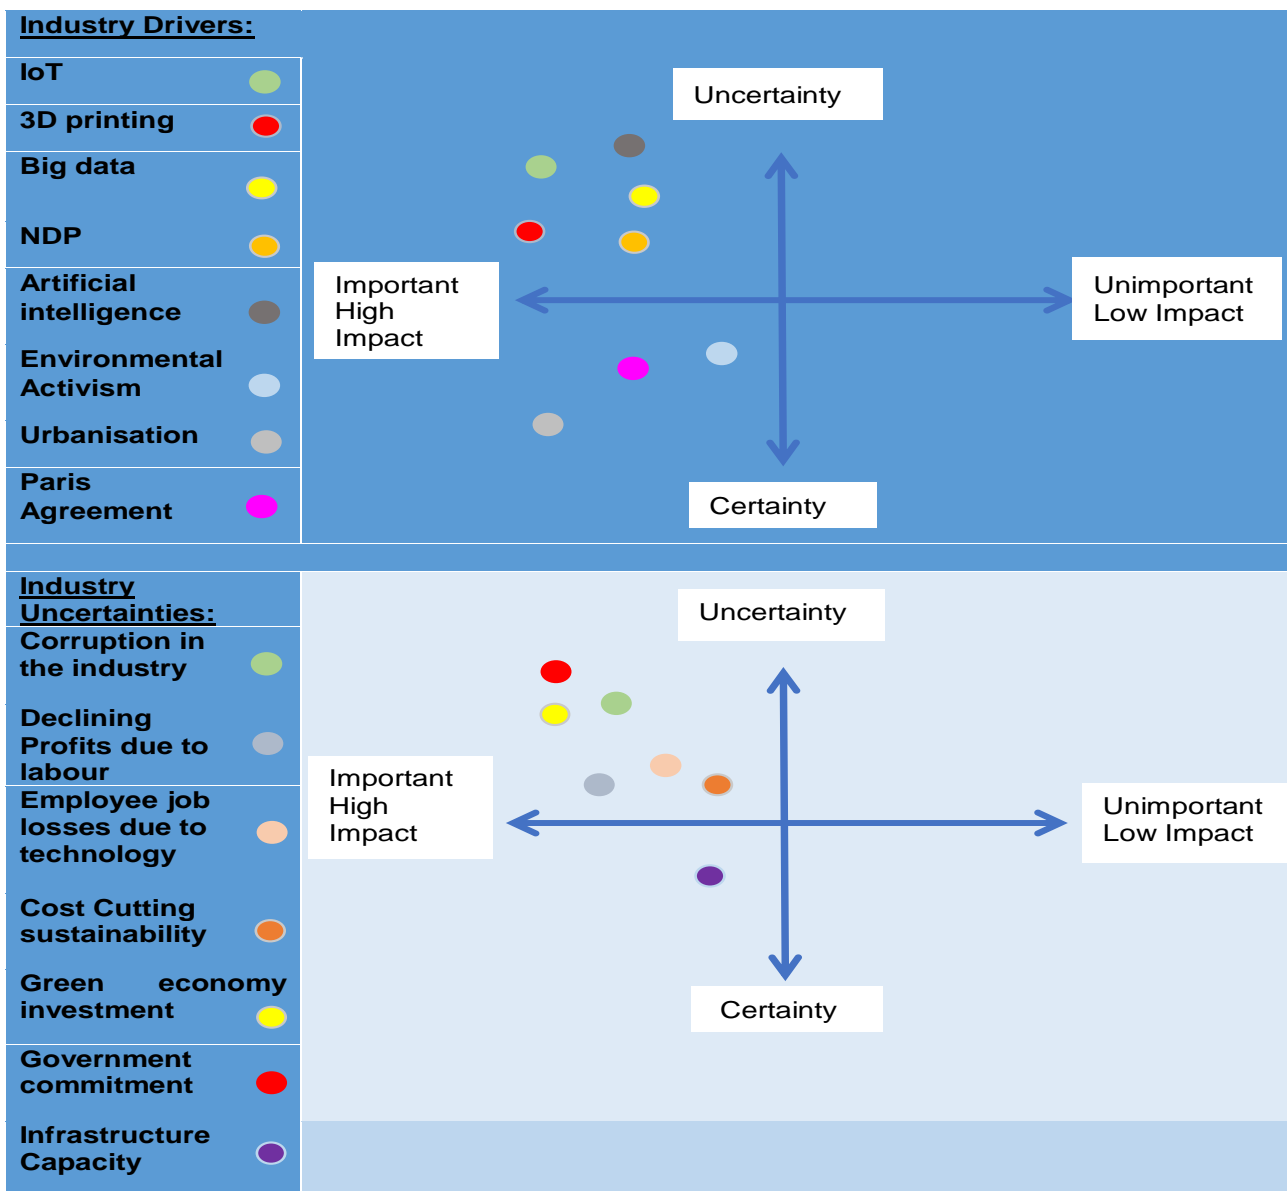 Industry Drivers:
IoT
3D printing
Big data
NDP
Artificial
intelligence
Environmental
Activism
Urbanisation
Paris
Agreement
Uncertainty
Important
High
Impact
Unimportant
Low Impact
Certainty
Industry
Uncertainties:
Corruption in
the industry
Declining
Profits due to
labour
Employee job
losses due to
technology
Cost Cutting
sustainability
Green economy
investment
Government
commitment
Infrastructure
Capacity
Uncertainty
Important
High
Impact
Unimportant
Low Impact
Certainty